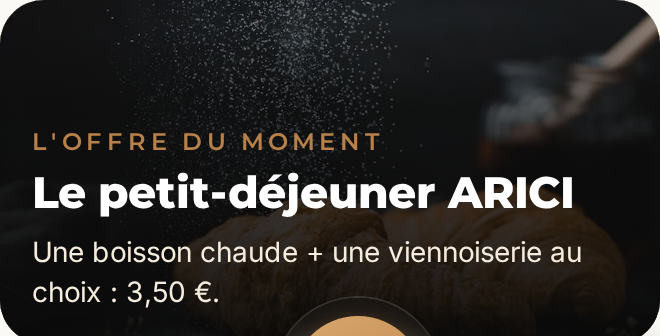 L'OFFRE DU MOMENT
Le petit-déjeuner ARICI
Une boisson chaude + une viennoiserie au
choix : 3,50 €.